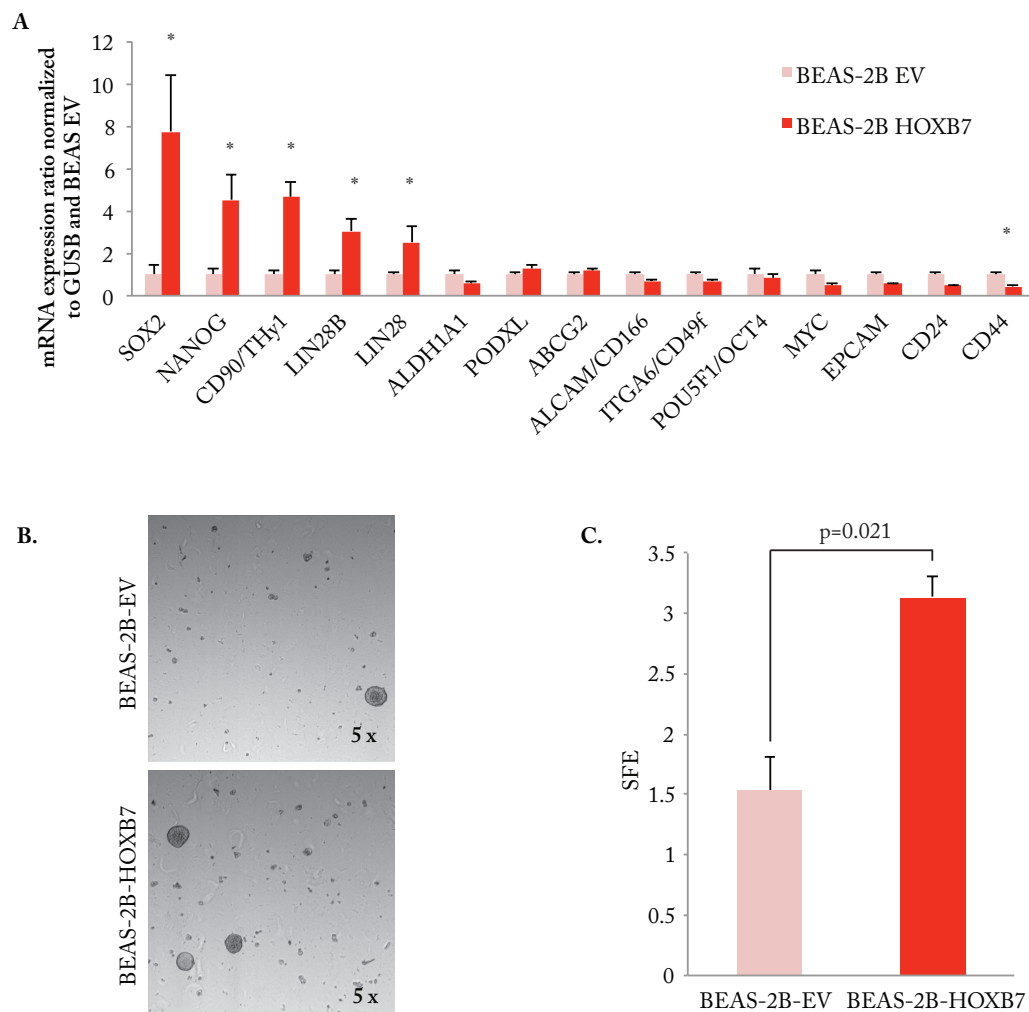 A
mRNA expression ratio normalized
to GUSB and BEAS EV
12
10
8
6
4
2
0
*
*
*
*
*
*
BEAS-2B EV
BEAS-2B HOXB7
SOX2
NANOG
CD90/THy1
LIN28B
LIN28
ALDH1A1
PODXL
ABCG2
ALCAM/CD166
ITGA6/CD49f
POU5F1/OCT4
MYC
EPCAM
CD24
CD44
B.
BEAS-2B-EV
5 x
BEAS-2B-HOXB7
5 x
C.
p=0.021
SFE
3.5
3
2.5
2
1.5
1
0.5
0
BEAS-2B-EV
BEAS-2B-HOXB7